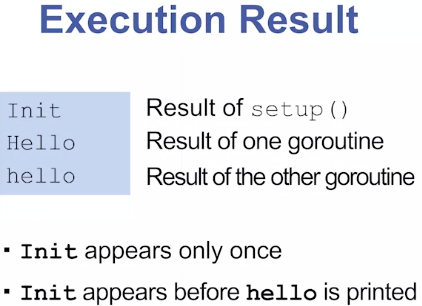 Execution Result
Init Result of setup()
Hello Result of one goroutine
hello Result of the other goroutine
▪ Init appears only once
▪ Init appears before hello is printed